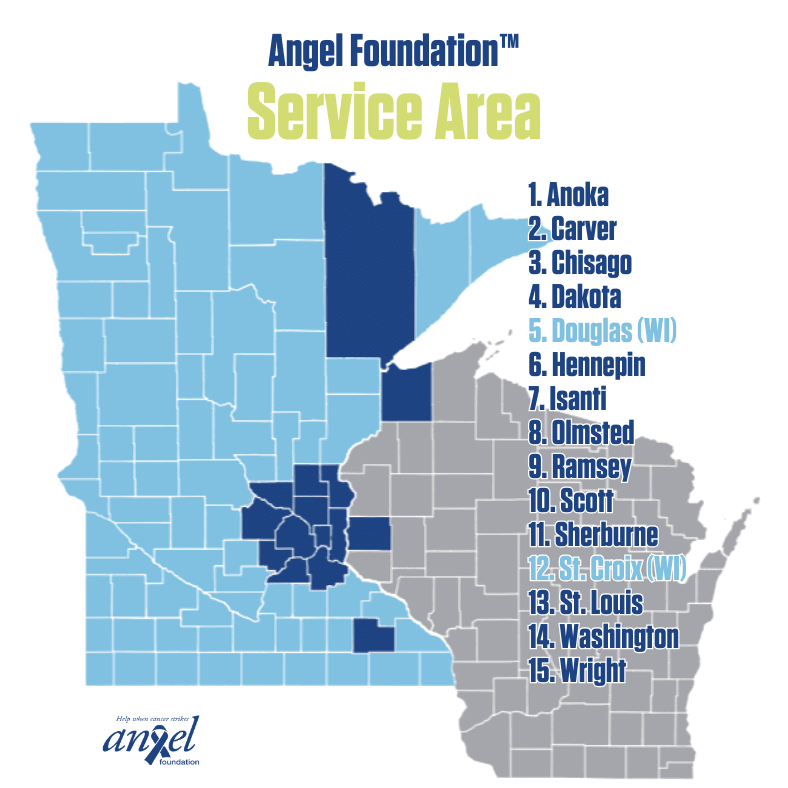 Angel Foundation™
Service Area
1. Anoka
2. Carver
3. Chisago
4. Dakota
5. Douglas (WI)
6. Hennepin
7. Isanti
8. Olmsted
9. Ramsey
10. Scott
11. Sherburne
12. St. Croix (WI)
13. St. Louis
14. Washington
15. Wright
Help when cancer strikes
angel
foundation